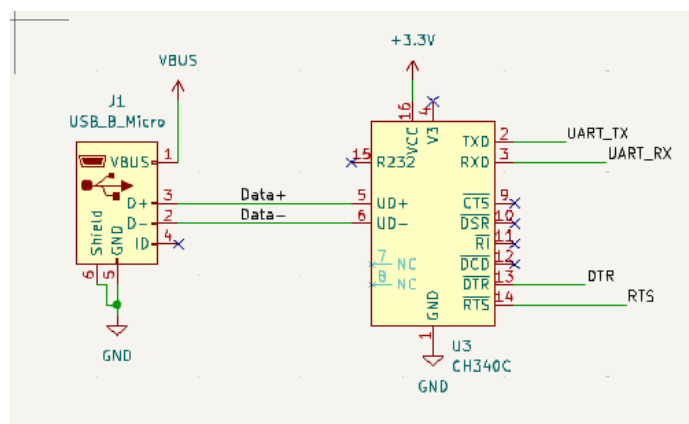 +3.3V
VBUS
J1
USB_B_Micro
VBUS 1
D+ 3
D- 2
ID 4
Shield
GND
6
5
GND
Data+
Data-
16
4
VCC
V3
15 R232
5 UD+
6 UD-
7 NC
8 NC
GND
1
TXD 2 UART_TX
RXD 3 UART_RX
CTS 9
DSR 10
RI 11
DCD 12
DTR 13 DTR
RTS 14 RTS
U3
CH340C
GND